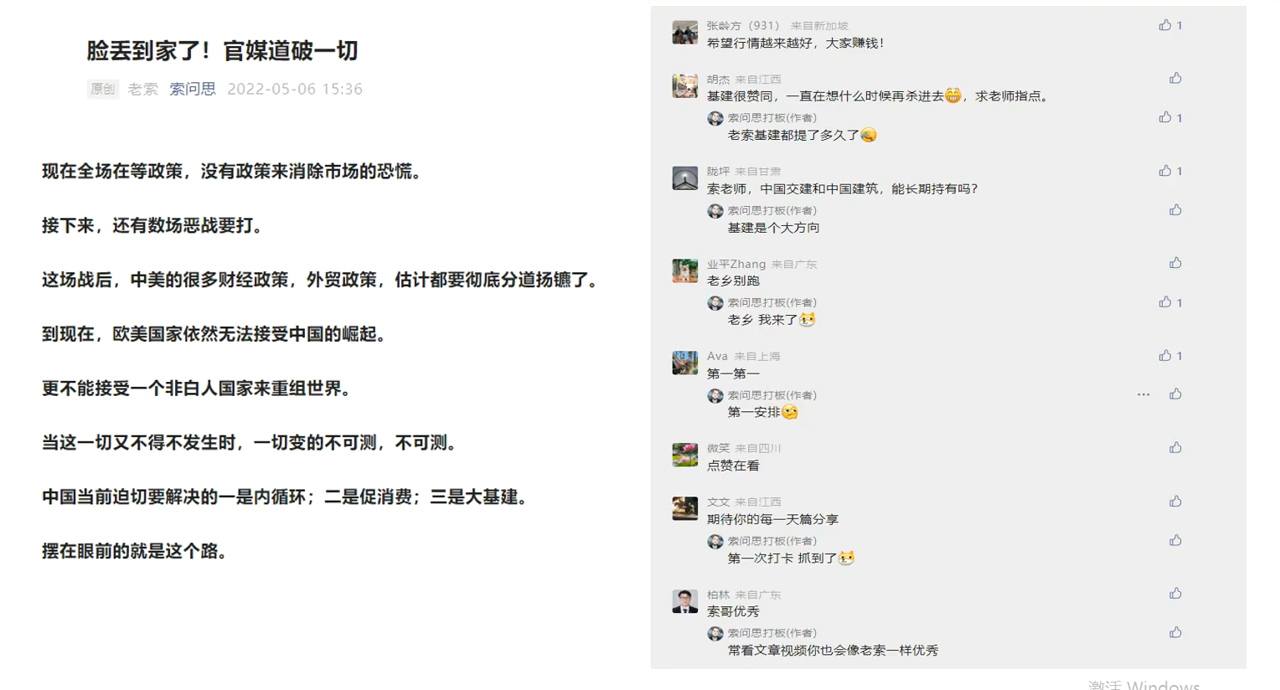 脸丢到家了！官媒道破一切
原创 老索 索问思 2022-05-06 15:36
现在全场在等政策，没有政策来消除市场的恐慌。
接下来，还有数场恶战要打。
这场战后，中美的很多财经政策，外贸政策，估计都要彻底分道扬镳了。
到现在，欧美国家依然无法接受中国的崛起。
更不能接受一个非白人国家来重组世界。
当这一切又不得不发生时，一切变的不可测，不可测。
中国当前迫切要解决的一是内循环；二是促消费；三是大基建。
摆在眼前的就是这个路。
张龄方（931） 来自新加坡 1
希望行情越来越好，大家赚钱！
胡杰 来自江西
基建很赞同，一直在想什么时候再杀进去😁，求老师指点。
索问思打板(作者) 1
老索基建都提了多久了
陇坪 来自甘肃 1
索老师，中国交建和中国建筑，能长期持有吗？
索问思打板(作者)
基建是个大方向
业平Zhang 来自广东
老乡别跑
索问思打板(作者) 1
老乡 我来了
Ava 来自上海 1
第一第一
索问思打板(作者)
第一安排
微笑 来自四川
点赞在看
文文 来自江西
期待你的每一天篇分享
索问思打板(作者)
第一次打卡 抓到了
柏林 来自广东
索哥优秀
索问思打板(作者)
常看文章视频你也会像老索一样优秀
激活 Windows